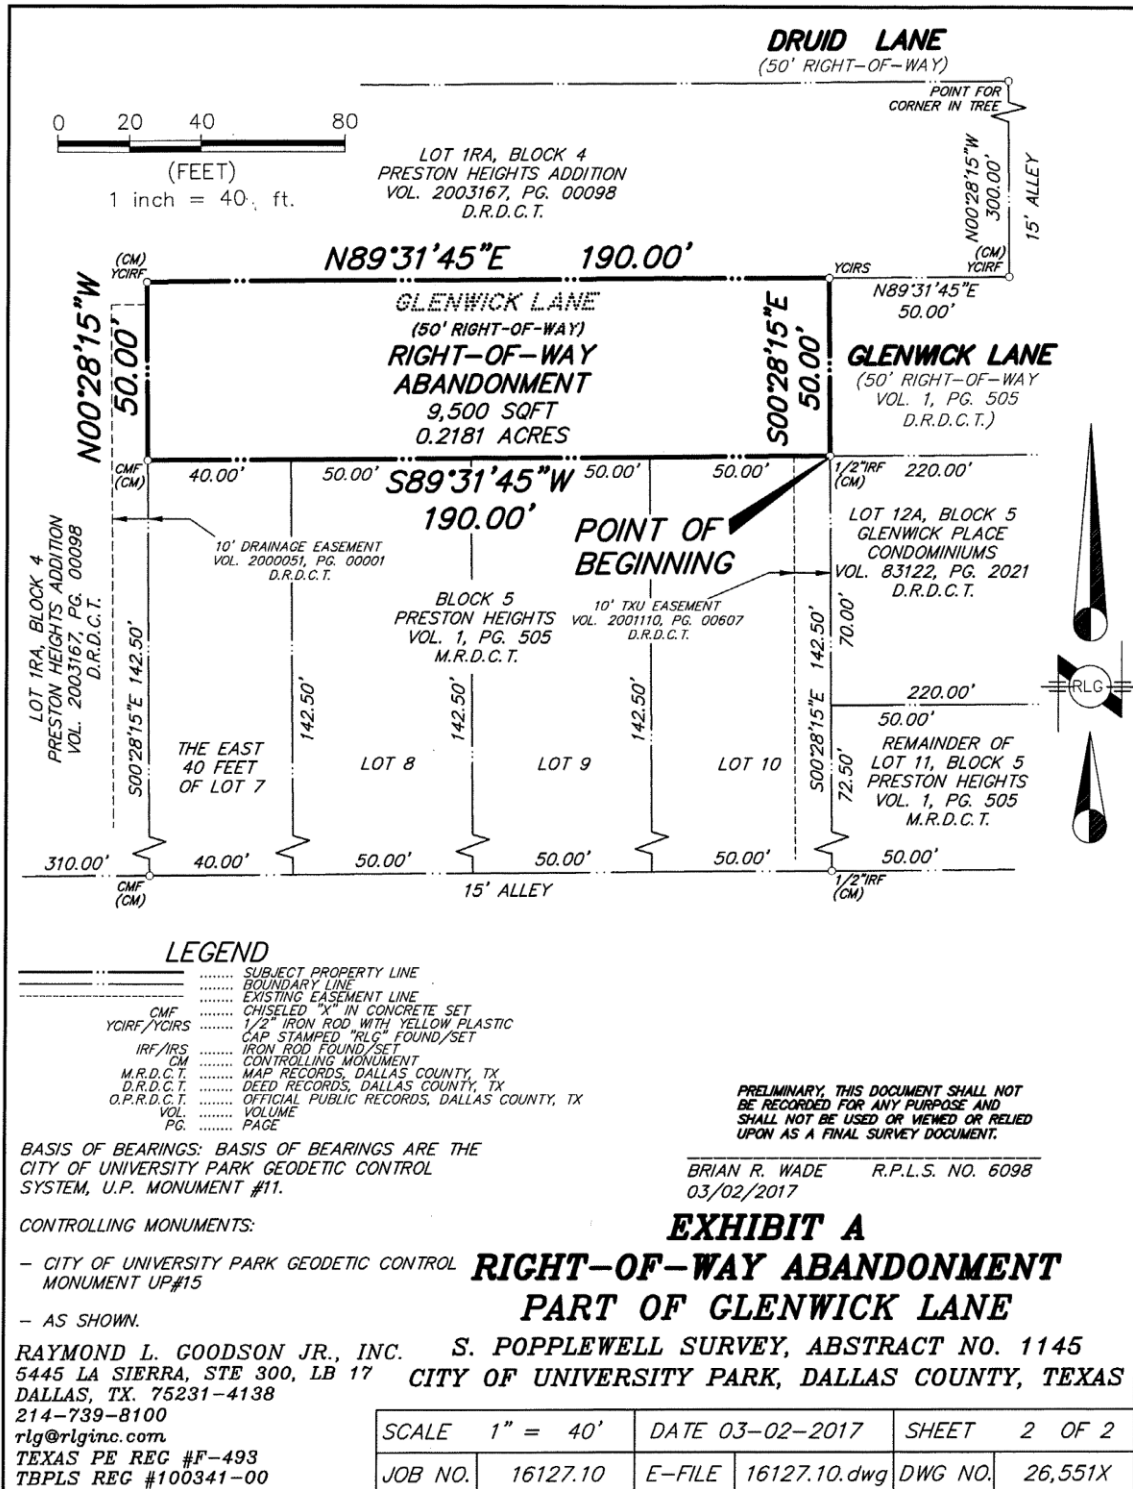 DRUID LANE
(50' RIGHT-OF-WAY)
POINT FOR
CORNER IN TREE
0 20 40 80
(FEET)
1 inch = 40 ft.
LOT 1RA, BLOCK 4
PRESTON HEIGHTS ADDITION
VOL. 2003167, PG. 00098
D.R.D.C.T.
N00°28'15"W
300.00'
15' ALLEY
(CM)
YCIRF
N89°31'45"E 190.00'
YCIRS
(CM)
YCIRF
N89°31'45"E
50.00'
N00°28'15"W
50.00'
GLENWICK LANE
(50' RIGHT-OF-WAY)
RIGHT-OF-WAY
ABANDONMENT
9,500 SQFT
0.2181 ACRES
S00°28'15"E
50.00'
GLENWICK LANE
(50' RIGHT-OF-WAY
VOL. 1, PG. 505
D.R.D.C.T.)
CMF
(CM)
40.00'
50.00'
S89°31'45"W
190.00'
50.00'
50.00'
1/2"IRF
(CM)
220.00'
POINT OF
BEGINNING
LOT 12A, BLOCK 5
GLENWICK PLACE
CONDOMINIUMS
VOL. 83122, PG. 2021
D.R.D.C.T.
LOT 1RA, BLOCK 4
PRESTON HEIGHTS ADDITION
VOL. 2003167, PG. 00098
D.R.D.C.T.
10' DRAINAGE EASEMENT
VOL. 2000051, PG. 00001
D.R.D.C.T.
BLOCK 5
PRESTON HEIGHTS
VOL. 1, PG. 505
M.R.D.C.T.
10' TXU EASEMENT
VOL. 2001110, PG. 00607
D.R.D.C.T.
S00°28'15"E 142.50'
142.50'
142.50'
142.50'
S00°28'15"E 142.50'
70.00'
72.50'
RLG
220.00'
50.00'
THE EAST
40 FEET
OF LOT 7
LOT 8
LOT 9
LOT 10
REMAINDER OF
LOT 11, BLOCK 5
PRESTON HEIGHTS
VOL. 1, PG. 505
M.R.D.C.T.
310.00'
40.00'
50.00'
50.00'
50.00'
50.00'
CMF
(CM)
15' ALLEY
1/2"IRF
(CM)
LEGEND
........ SUBJECT PROPERTY LINE
........ BOUNDARY LINE
........ EXISTING EASEMENT LINE
CMF ........ CHISELED "X" IN CONCRETE SET
YCIRF/YCIRS ........ 1/2" IRON ROD WITH YELLOW PLASTIC
CAP STAMPED "RLG" FOUND/SET
IRF/IRS ........ IRON ROD FOUND/SET
CM ........ CONTROLLING MONUMENT
M.R.D.C.T. ........ MAP RECORDS, DALLAS COUNTY, TX
D.R.D.C.T. ........ DEED RECORDS, DALLAS COUNTY, TX
O.P.R.D.C.T. ........ OFFICIAL PUBLIC RECORDS, DALLAS COUNTY, TX
VOL. ........ VOLUME
PG. ........ PAGE
BASIS OF BEARINGS: BASIS OF BEARINGS ARE THE
CITY OF UNIVERSITY PARK GEODETIC CONTROL
SYSTEM, U.P. MONUMENT #11.
CONTROLLING MONUMENTS:
- CITY OF UNIVERSITY PARK GEODETIC CONTROL
MONUMENT UP#15
- AS SHOWN.
PRELIMINARY, THIS DOCUMENT SHALL NOT
BE RECORDED FOR ANY PURPOSE AND
SHALL NOT BE USED OR VIEWED OR RELIED
UPON AS A FINAL SURVEY DOCUMENT.
BRIAN R. WADE R.P.L.S. NO. 6098
03/02/2017
EXHIBIT A
RIGHT-OF-WAY ABANDONMENT
PART OF GLENWICK LANE
S. POPPLEWELL SURVEY, ABSTRACT NO. 1145
CITY OF UNIVERSITY PARK, DALLAS COUNTY, TEXAS
RAYMOND L. GOODSON JR., INC.
5445 LA SIERRA, STE 300, LB 17
DALLAS, TX. 75231-4138
214-739-8100
rlg@rlginc.com
TEXAS PE REG #F-493
TBPLS REG #100341-00
SCALE 1" = 40' DATE 03-02-2017 SHEET 2 OF 2
JOB NO. 16127.10 E-FILE 16127.10.dwg DWG NO. 26,551X